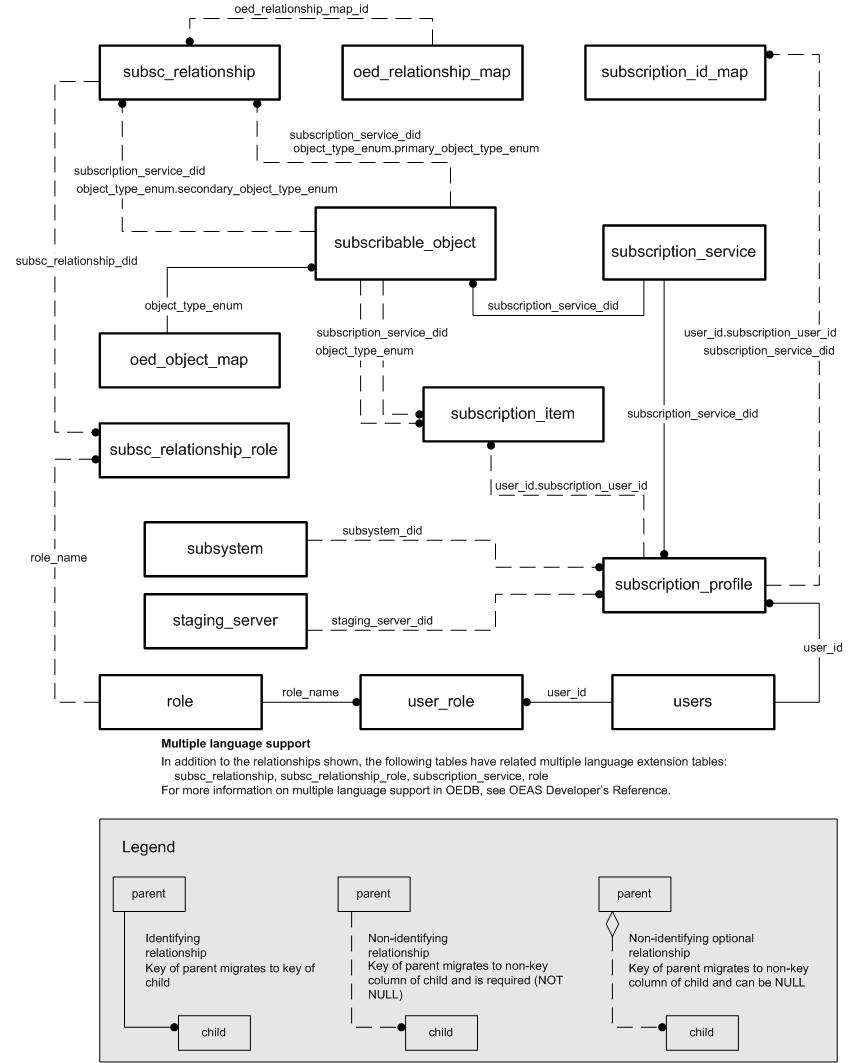 oed_relationship_map_id
subsc_relationship
oed_relationship_map
subscription_id_map
subscription_service_did
object_type_enum.primary_object_type_enum
subscription_service_did
object_type_enum.secondary_object_type_enum
subscribable_object
subscription_service
subsc_relationship_did
object_type_enum
subscription_service_did
subscription_service_did
object_type_enum
user_id.subscription_user_id
subscription_service_did
oed_object_map
subscription_item
subscription_service_did
subsc_relationship_role
user_id.subscription_user_id
subsystem
subsystem_did
role_name
subscription_profile
staging_server
staging_server_did
user_id
role
role_name
user_role
user_id
users
Multiple language support
In addition to the relationships shown, the following tables have related multiple language extension tables:
subsc_relationship, subsc_relationship_role, subscription_service, role
For more information on multiple language support in OEDB, see OEAS Developer's Reference.
Legend
parent
Identifying
relationship
Key of parent migrates to key of
child
child
parent
Non-identifying
relationship
Key of parent migrates to non-key
column of child and is required (NOT
NULL)
child
parent
Non-identifying optional
relationship
Key of parent migrates to non-key
column of child and can be NULL
child